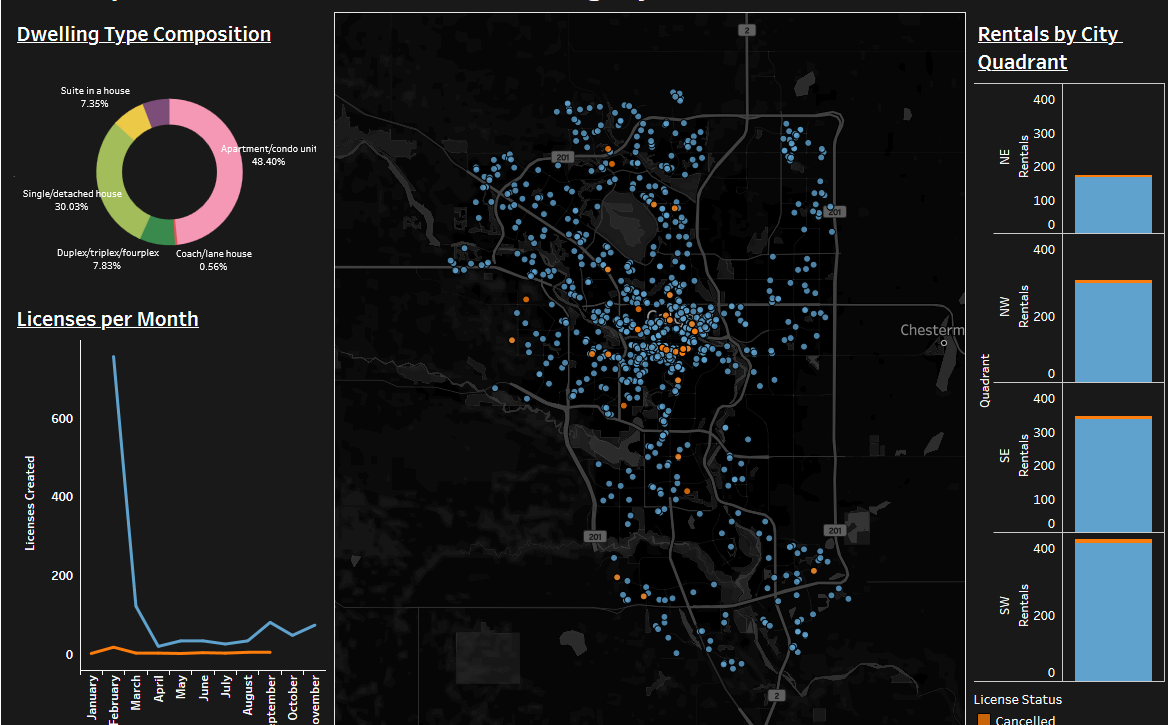 Dwelling Type Composition
Suite in a house
7.35%
Apartment/condo unit
48.40%
Single/detached house
30.03%
Duplex/triplex/fourplex
7.83%
Coach/lane house
0.56%
Licenses per Month
Licenses Created
600
400
200
0
January
February
March
April
May
June
July
August
eptember
October
ovember
2
201
201
C
Chesterm
201
201
2
Rentals by City
Quadrant
Quadrant
NE
Rentals
400
300
200
100
0
NW
Rentals
400
200
0
SE
Rentals
400
300
200
100
0
SW
Rentals
400
200
0
License Status
Cancelled